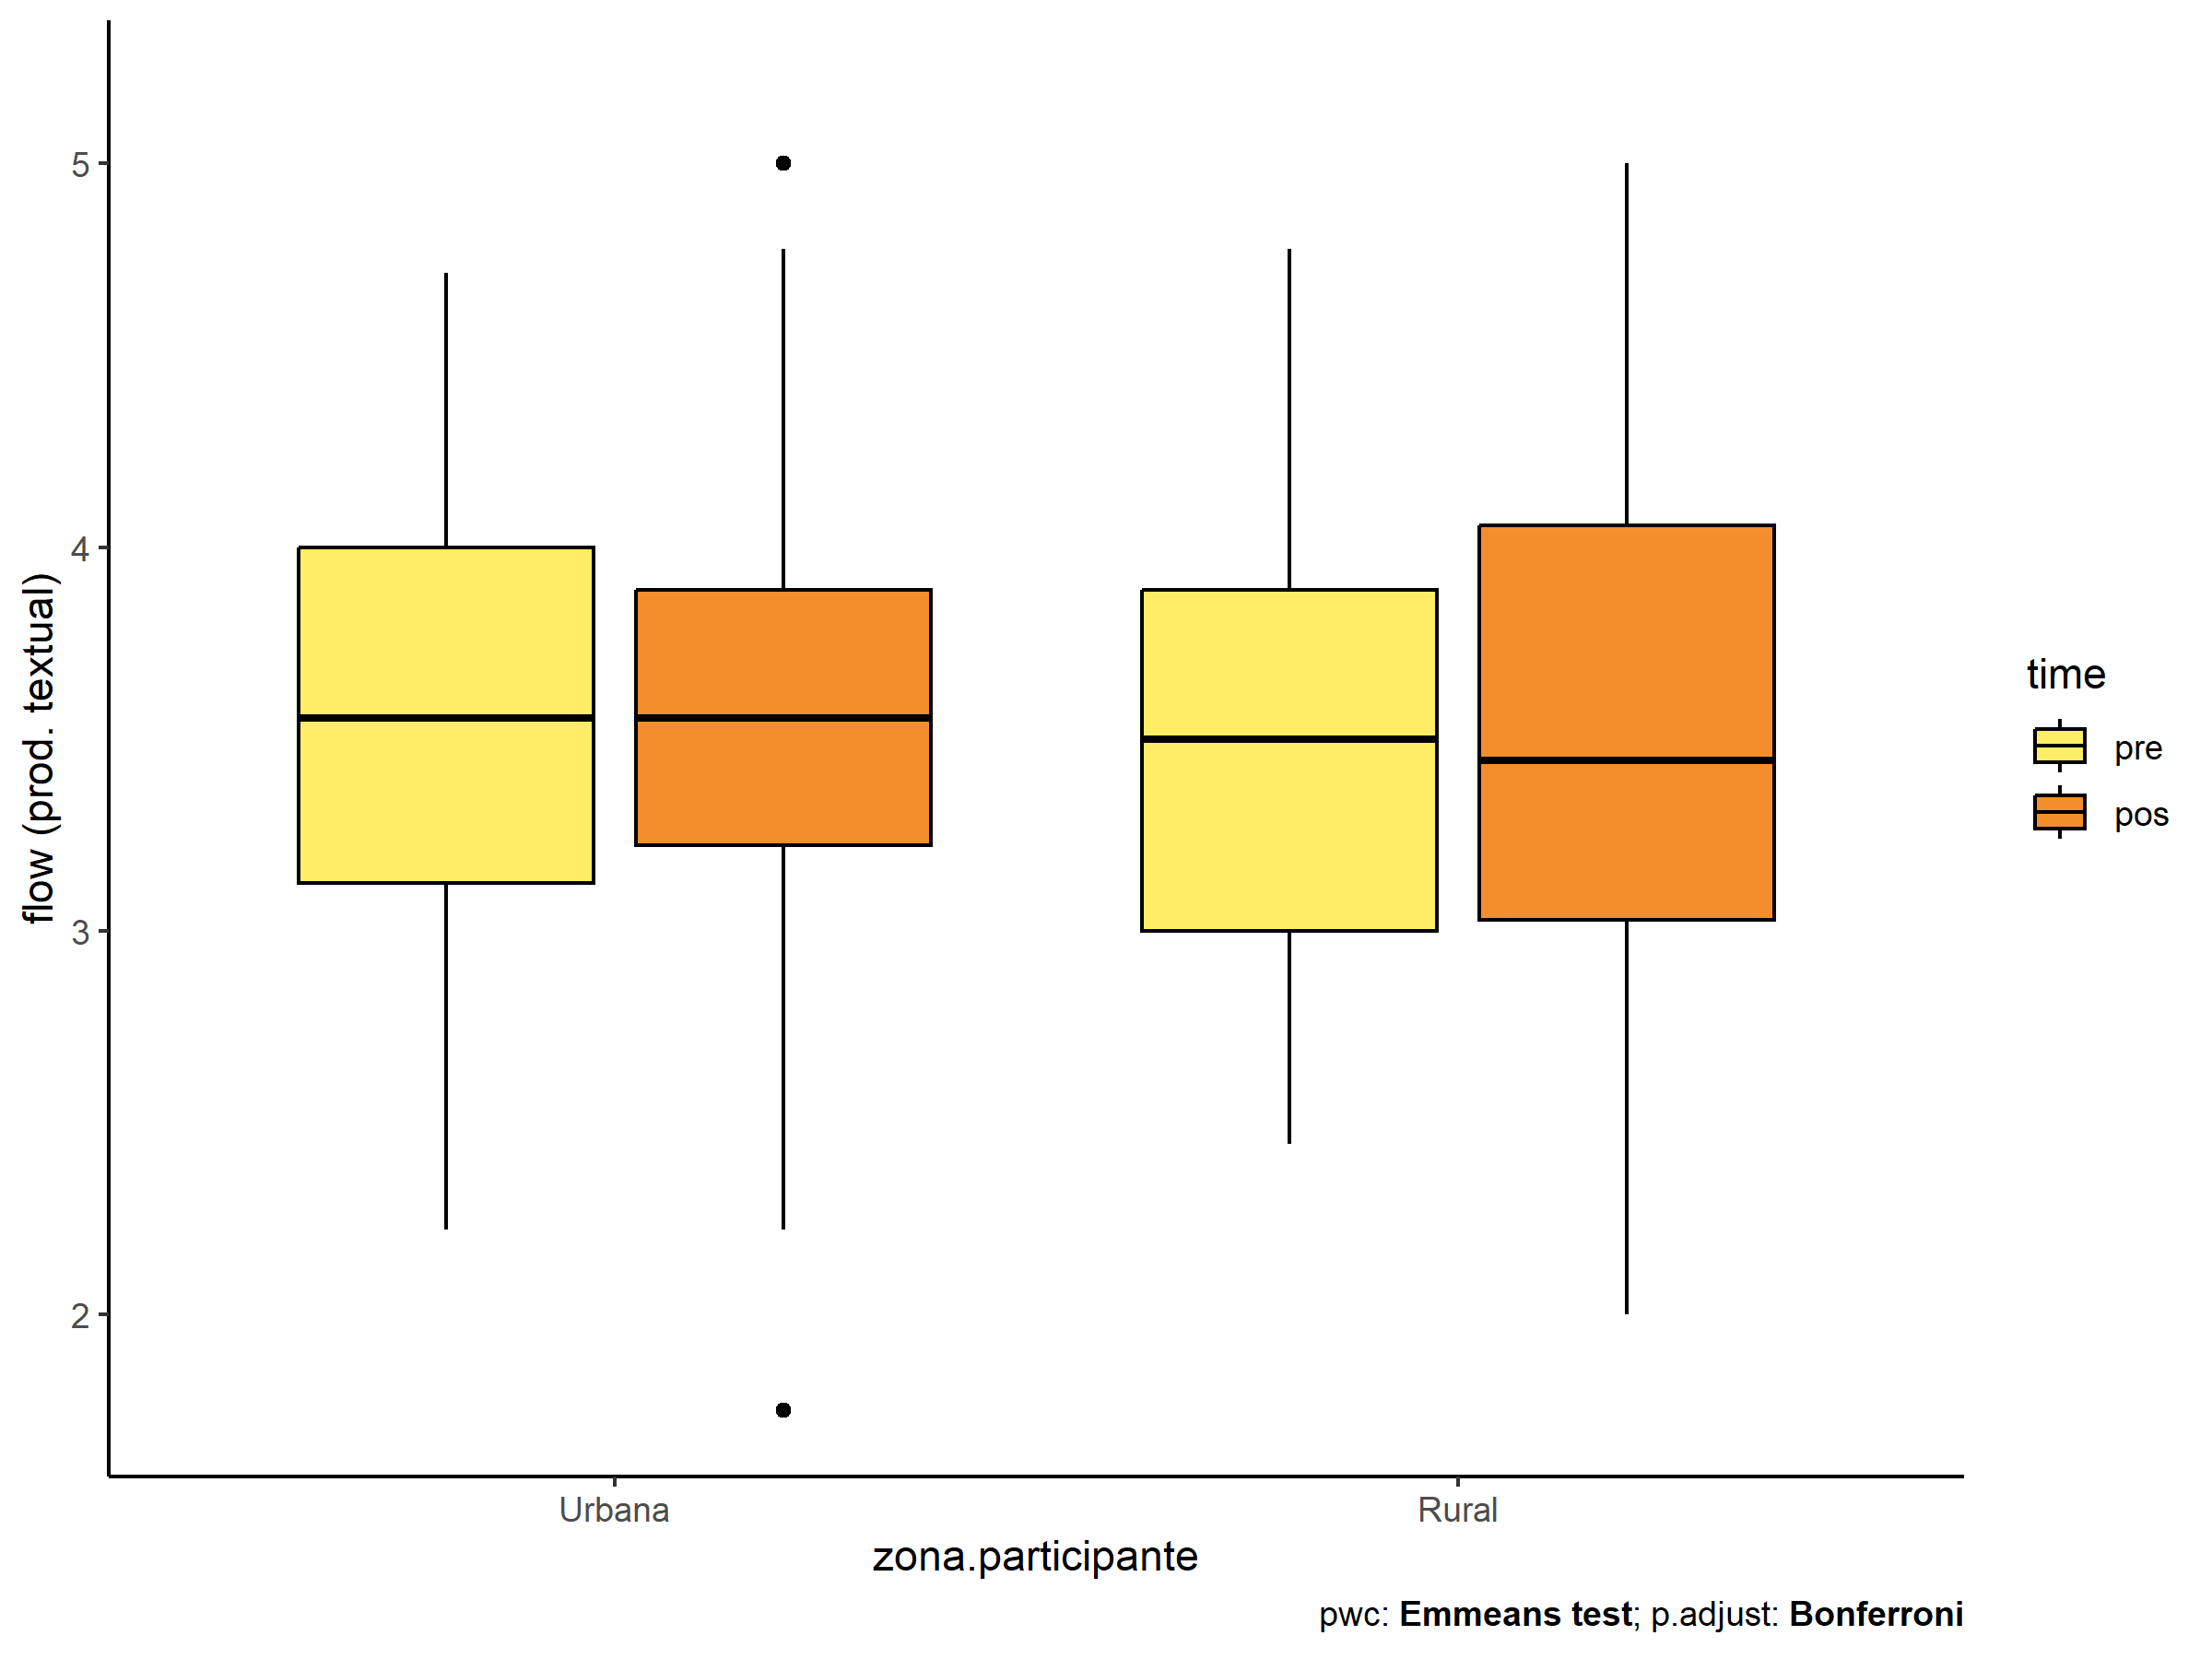 flow (prod. textual)
5
4
3
2
Urbana
Rural
zona.participante
time
pre
pos
pwc: Emmeans test; p.adjust: Bonferroni